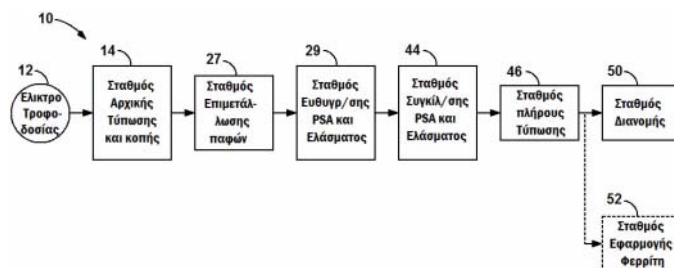 10
12
Ελικτρο
Τροφο-
δοσίας
14
Σταθμός
Αρχικής
Τύπωσης
και κοπής
27
Σταθμός
Επιμετάλ-
λωσης
παφών
29
Σταθμός
Ευθυγρ/σης
PSA και
Ελάσματος
44
Σταθμός
Συγκίλ/σης
PSA και
Ελάσματος
46
Σταθμός
πλήρους
Τύπωσης
50
Σταθμός
Διανομής
52
Σταθμός
Εφαρμογής
Φερρίτη